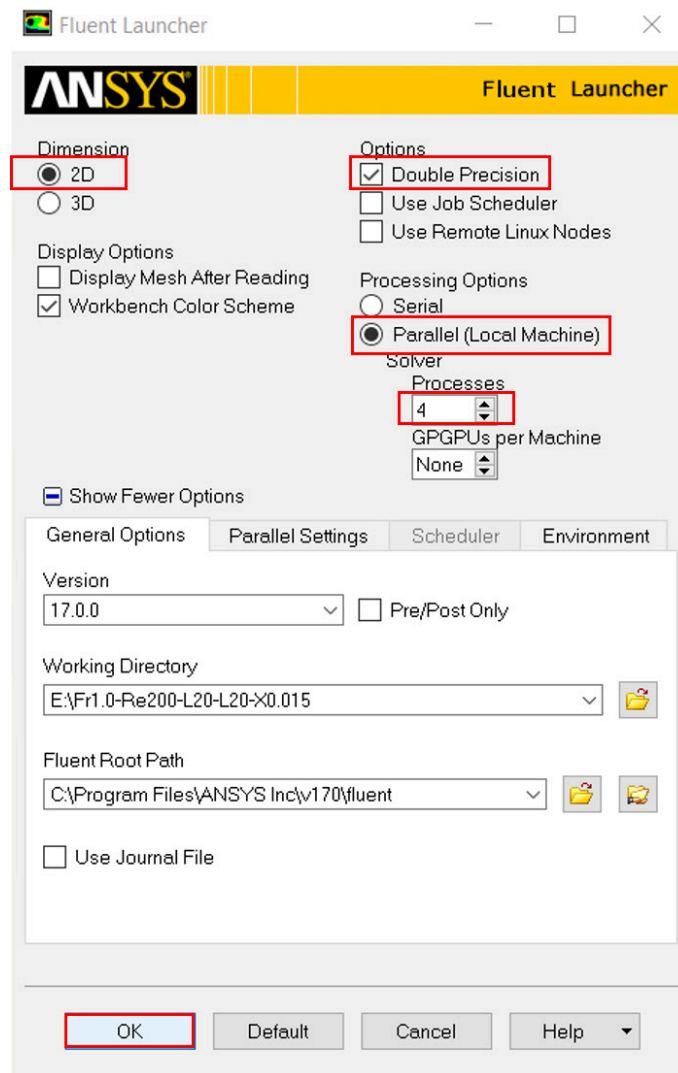 Fluent Launcher
ANSYS
Fluent Launcher
Dimension
2D
3D
Display Options
Display Mesh After Reading
Workbench Color Scheme
Options
Double Precision
Use Job Scheduler
Use Remote Linux Nodes
Processing Options
Serial
Parallel (Local Machine)
Solver
Processes
4
GPGPUs per Machine
None
Show Fewer Options
General Options Parallel Settings Scheduler Environment
Version
17.0.0 Pre/Post Only
Working Directory
E:\Fr1.0-Re200-L20-L20-X0.015
Fluent Root Path
C:\Program Files\ANSYS Inc\v170\fluent
Use Journal File
OK Default Cancel Help